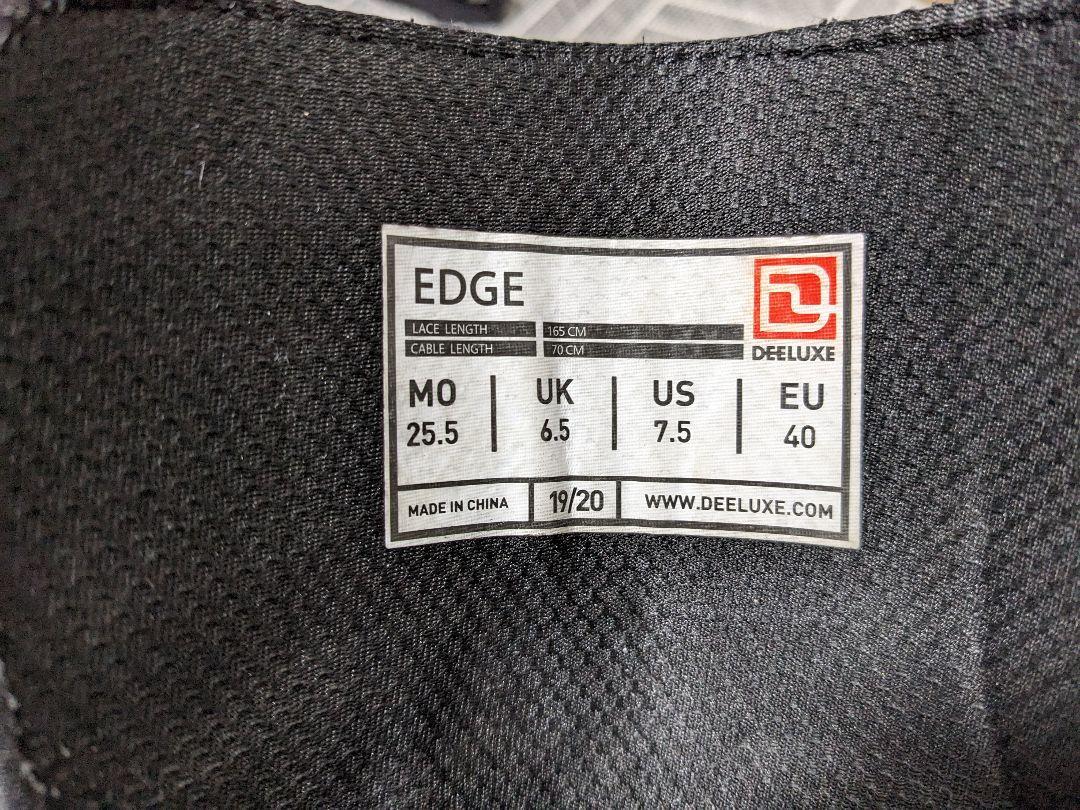 EDGE
LACE LENGTH 165 CM
CABLE LENGTH 70 CM
DEELUXE
MO UK US EU
25.5 6.5 7.5 40
MADE IN CHINA 19/20 WWW.DEELUXE.COM